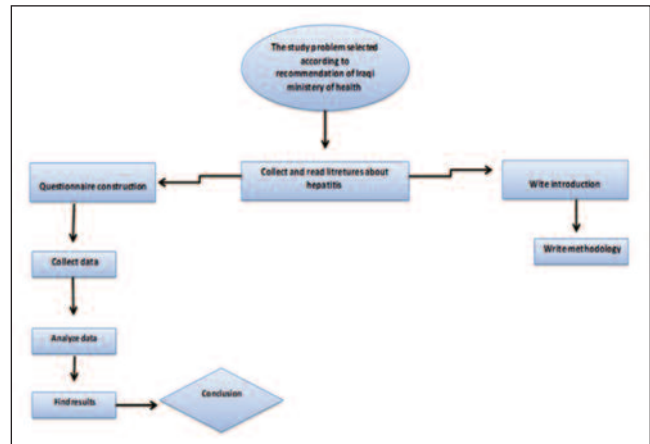 The study problem selected
according to
recommendation of Iraqi
ministery of health
Collect and read litretures about
hepatitis
Questionnaire construction
Wite introduction
Write methodology
Collect data
Analyze data
Find results
Conclusion